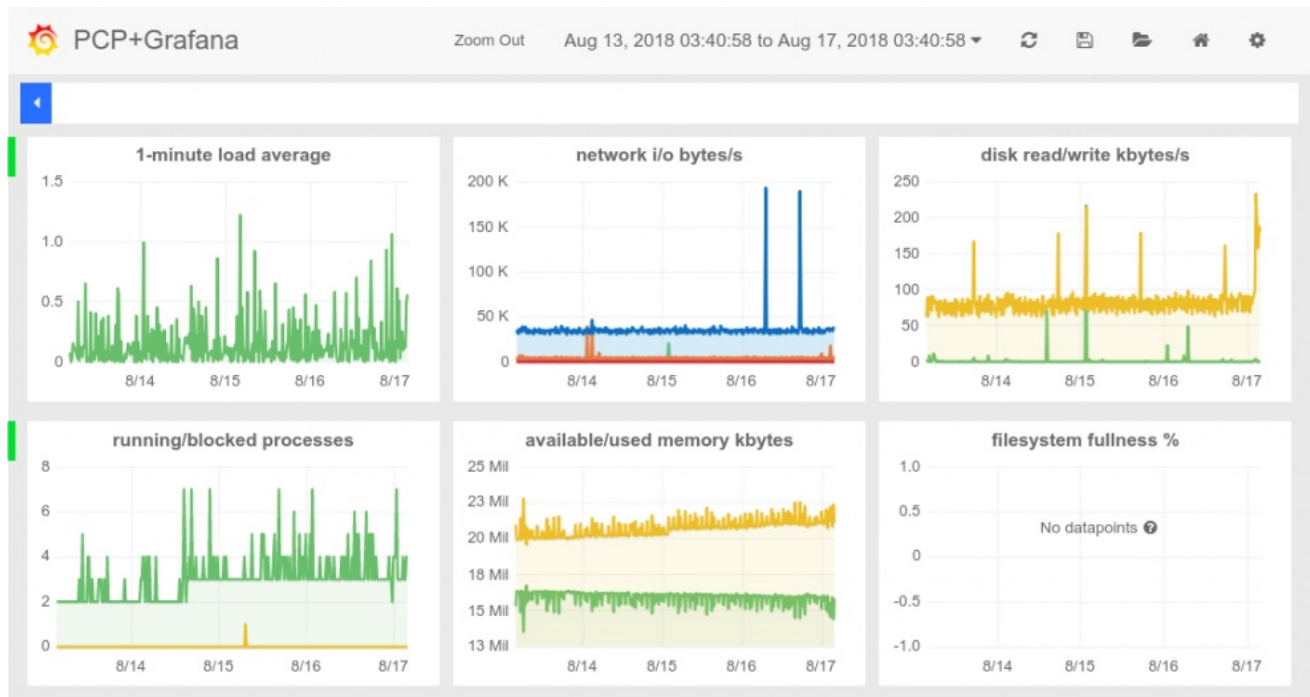 PCP+Grafana
Zoom Out
Aug 13, 2018 03:40:58 to Aug 17, 2018 03:40:58
1-minute load average
1.5
1.0
0.5
0
8/14 8/15 8/16 8/17
network i/o bytes/s
200 K
150 K
100 K
50 K
0
8/14 8/15 8/16 8/17
disk read/write kbytes/s
250
200
150
100
50
0
8/14 8/15 8/16 8/17
running/blocked processes
8
6
4
2
0
8/14 8/15 8/16 8/17
available/used memory kbytes
25 Mil
23 Mil
20 Mil
18 Mil
15 Mil
13 Mil
8/14 8/15 8/16 8/17
filesystem fullness %
1.0
0.5
0
-0.5
-1.0
No datapoints ?
8/14 8/15 8/16 8/17